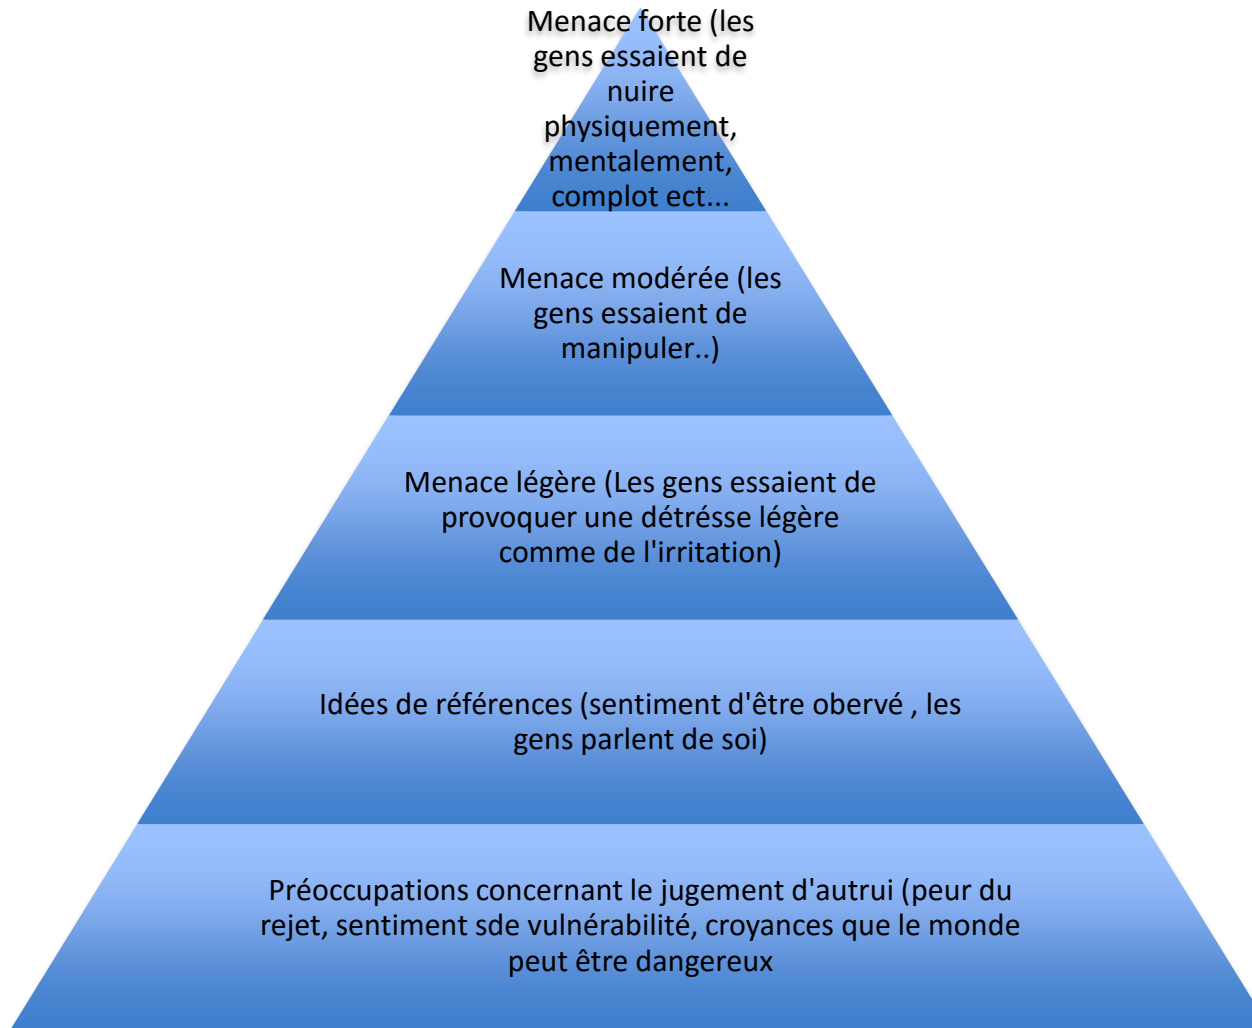 Menace forte (les
gens essaient de
nuire
physiquement,
mentalement,
complot ect...
Menace modérée (les
gens essaient de
manipuler..)
Menace légère (Les gens essaient de
provoquer une détrésse légère
comme de l'irritation)
Idées de références (sentiment d'être obervé , les
gens parlent de soi)
Préoccupations concernant le jugement d'autrui (peur du
rejet, sentiment sde vulnérabilité, croyances que le monde
peut être dangereux